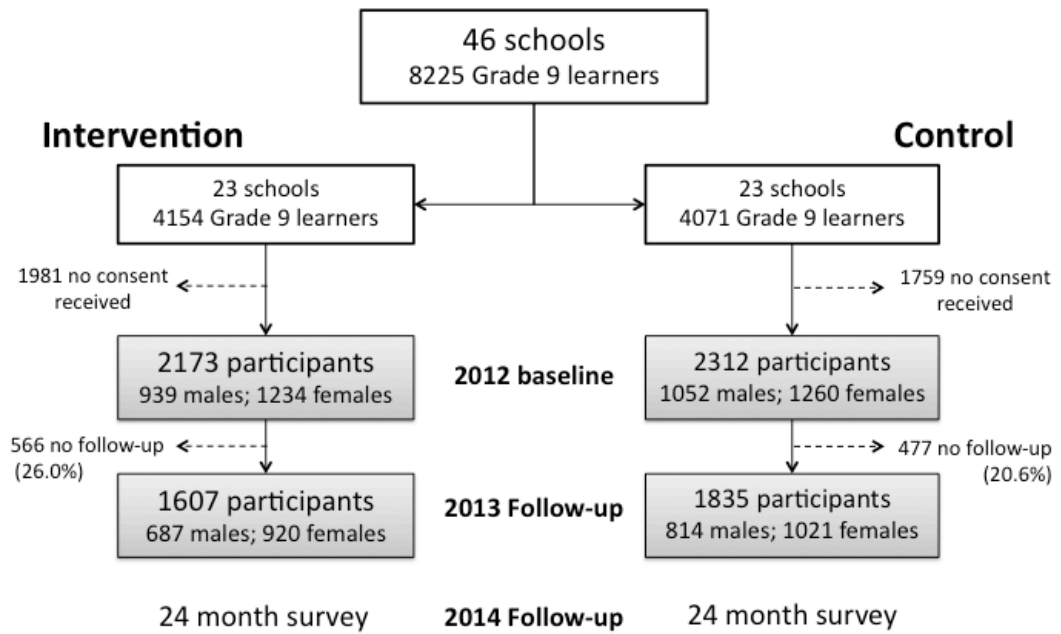 46 schools
8225 Grade 9 learners
Intervention
Control
23 schools
4154 Grade 9 learners
23 schools
4071 Grade 9 learners
1981 no consent
received
1759 no consent
received
2173 participants
939 males; 1234 females
2012 baseline
2312 participants
1052 males; 1260 females
566 no follow-up
(26.0%)
477 no follow-up
(20.6%)
1607 participants
687 males; 920 females
2013 Follow-up
1835 participants
814 males; 1021 females
24 month survey
2014 Follow-up
24 month survey